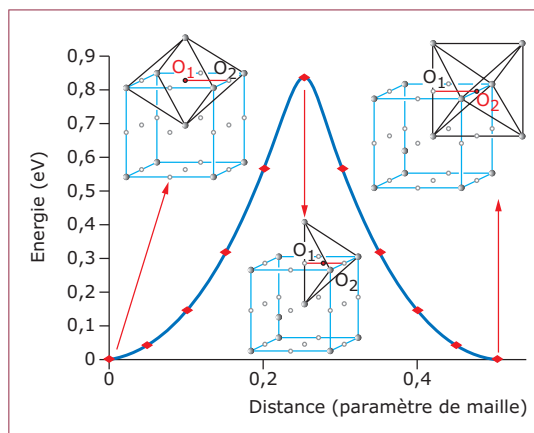 0,9
0,8
0,7
0,6
0,5
0,4
0,3
0,2
0,1
0
Energie (eV)
O1 O2
O1
O2
O1
O2
0 0,2 0,4
Distance (paramètre de maille)